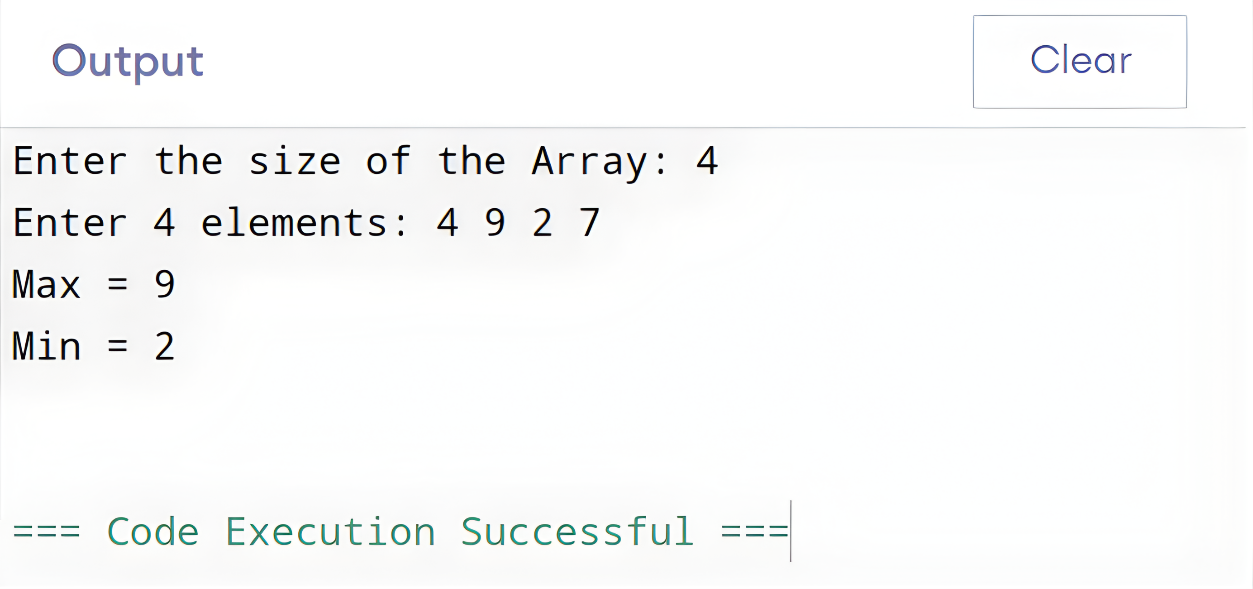 Output
Clear
Enter the size of the Array: 4
Enter 4 elements: 4 9 2 7
Max = 9
Min = 2
=== Code Execution Successful ===